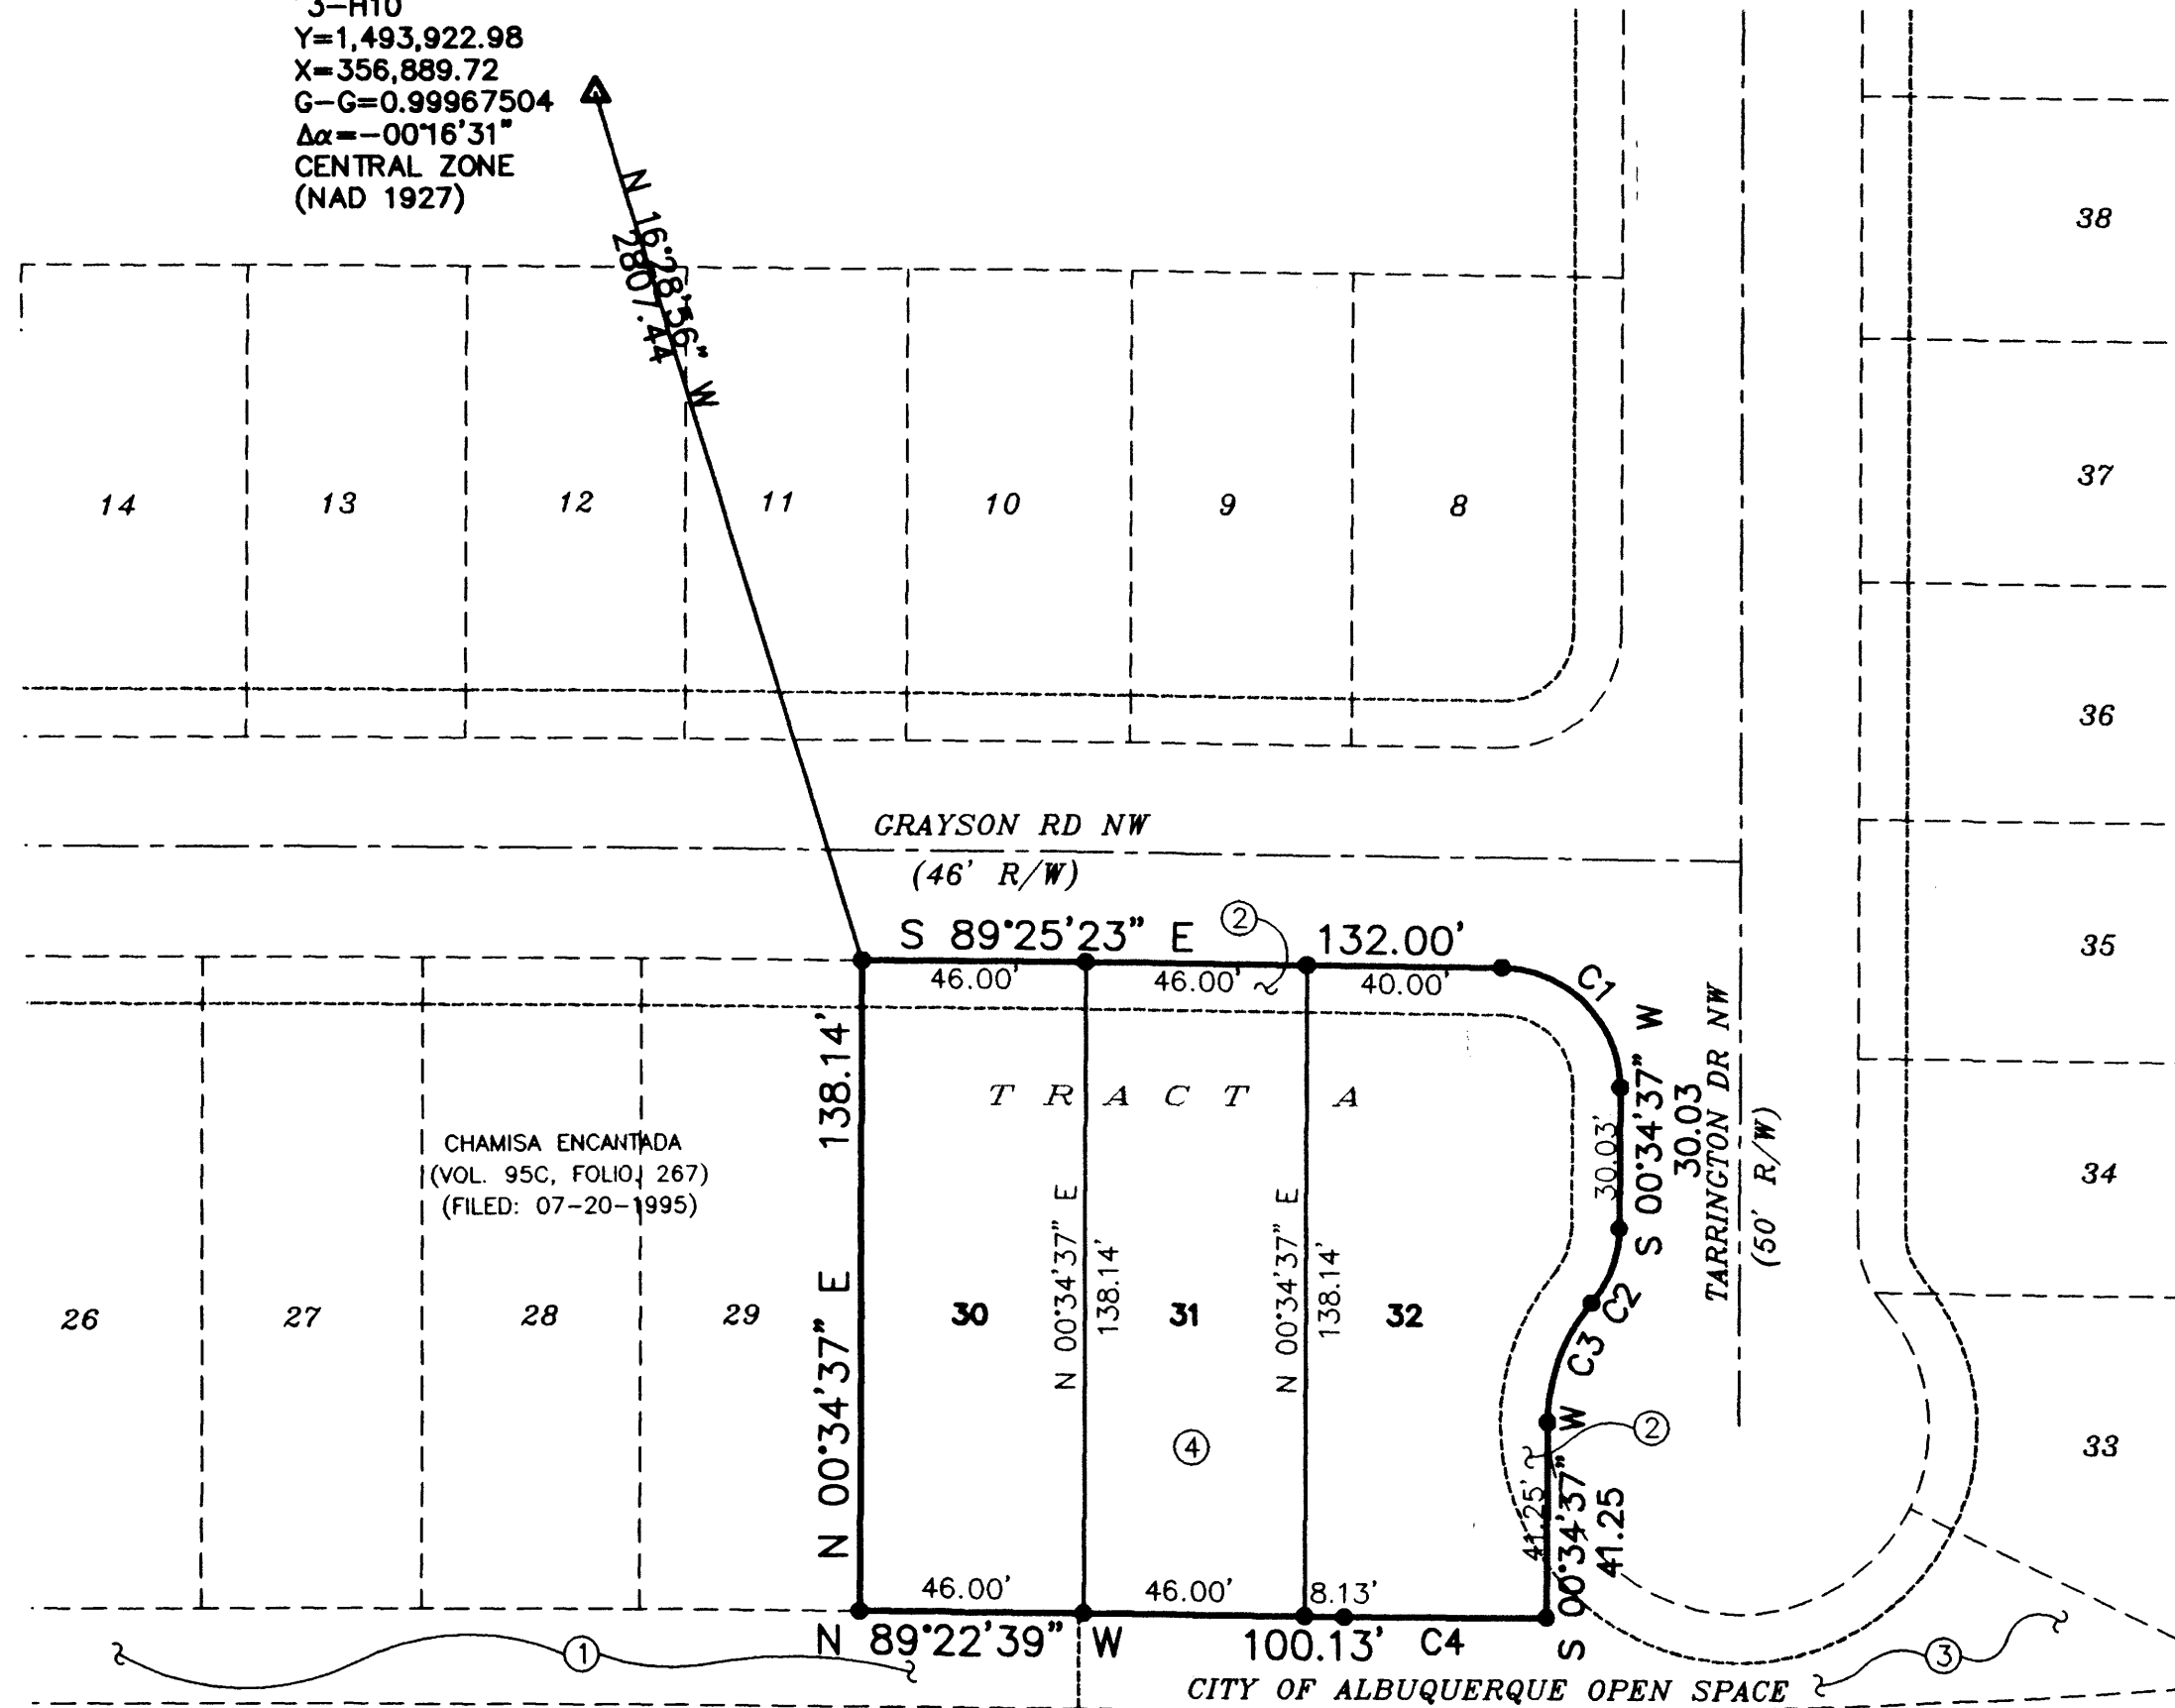 3-H10
Y=1,493,922.98
X=356,889.72
G-G=0.99967504
Δα=-00°16'31"
CENTRAL ZONE
(NAD 1927)
N 16°28'56" W
2807.44
38
37
36
35
34
33
14
13
12
11
10
9
8
GRAYSON RD NW
(46' R/W)
S 89°25'23" E
132.00'
2
46.00'
46.00'
40.00'
C1
S 00°34'37" W
30.03
30.03'
TARRINGTON DR NW
(50' R/W)
TRACT A
CHAMISA ENCANTADA
(VOL. 95C, FOLIO 267)
(FILED: 07-20-1995)
N 00°34'37" E 138.14'
N 00°34'37" E
138.14'
N 00°34'37" E
138.14'
C2
C3
26
27
28
29
30
31
32
4
2
S 00°34'37" W
41.25
41.25'
46.00'
46.00'
8.13'
N 89°22'39" W
100.13'
C4
1
3
CITY OF ALBUQUERQUE OPEN SPACE